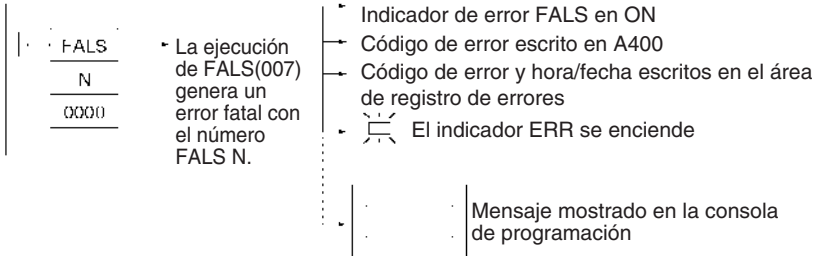 FALS
N
0000
La ejecución
de FALS(007)
genera un
error fatal con
el número
FALS N.
Indicador de error FALS en ON
Código de error escrito en A400
Código de error y hora/fecha escritos en el área
de registro de errores
El indicador ERR se enciende
Mensaje mostrado en la consola
de programación